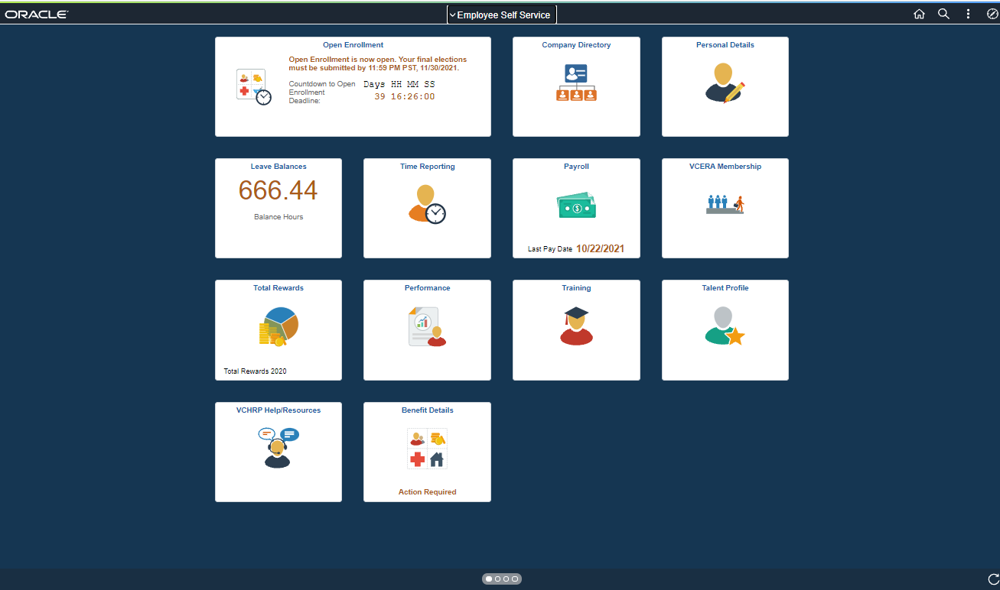 ORACLE
Employee Self Service
Open Enrollment
Open Enrollment is now open. Your final elections
must be submitted by 11:59 PM PST, 11/30/2021.
Countdown to Open
Enrollment
Deadline:
Days HH MM SS
39 16:26:00
Company Directory
Personal Details
Leave Balances
666.44
Balance Hours
Time Reporting
Payroll
Last Pay Date 10/22/2021
VCERA Membership
Total Rewards
Total Rewards 2020
Performance
Training
Talent Profile
VCHRP Help/Resources
Benefit Details
Action Required